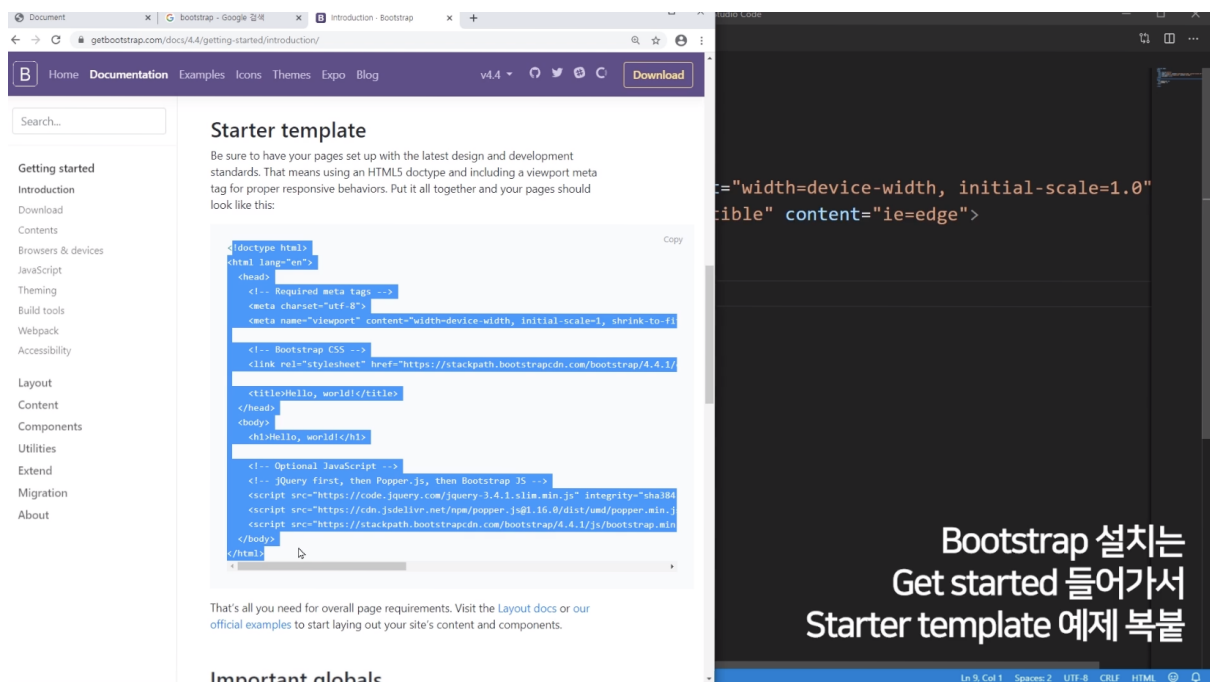 Document
bootstrap - Google 검색
Introduction · Bootstrap
Studio Code
getbootstrap.com/docs/4.4/getting-started/introduction/
B Home Documentation Examples Icons Themes Expo Blog v4.4 Download
Search...
Getting started
Introduction
Download
Contents
Browsers & devices
JavaScript
Theming
Build tools
Webpack
Accessibility
Layout
Content
Components
Utilities
Extend
Migration
About
Starter template
Be sure to have your pages set up with the latest design and development
standards. That means using an HTML5 doctype and including a viewport meta
tag for proper responsive behaviors. Put it all together and your pages should
look like this:
Copy
<!doctype html>
<html lang="en">
<head>
<!-- Required meta tags -->
<meta charset="utf-8">
<meta name="viewport" content="width=device-width, initial-scale=1, shrink-to-fi
<!-- Bootstrap CSS -->
<link rel="stylesheet" href="https://stackpath.bootstrapcdn.com/bootstrap/4.4.1/
<title>Hello, world!</title>
</head>
<body>
<h1>Hello, world!</h1>
<!-- Optional JavaScript -->
<!-- jQuery first, then Popper.js, then Bootstrap JS -->
<script src="https://code.jquery.com/jquery-3.4.1.slim.min.js" integrity="sha384
<script src="https://cdn.jsdelivr.net/npm/popper.js@1.16.0/dist/umd/popper.min.j
<script src="https://stackpath.bootstrapcdn.com/bootstrap/4.4.1/js/bootstrap.min
</body>
</html>
That's all you need for overall page requirements. Visit the Layout docs or our
official examples to start laying out your site's content and components.
Important globals
="width=device-width, initial-scale=1.0"
tible" content="ie=edge">
Bootstrap 설치는
Get started 들어가서
Starter template 예제 복붙
Ln 9, Col 1 Spaces: 2 UTF-8 CRLF HTML